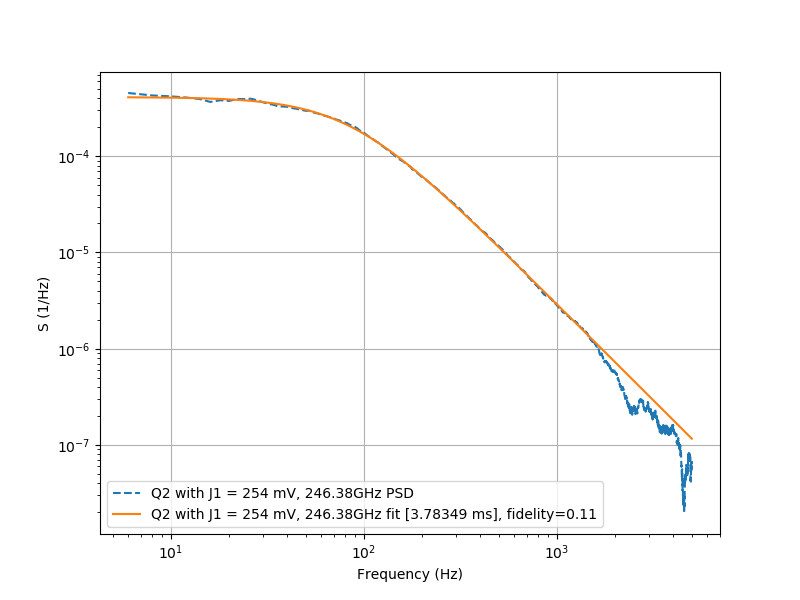 S (1/Hz)
10⁻⁴
10⁻⁵
10⁻⁶
10⁻⁷
Q2 with J1 = 254 mV, 246.38GHz PSD
Q2 with J1 = 254 mV, 246.38GHz fit [3.78349 ms], fidelity=0.11
10¹
10²
10³
Frequency (Hz)